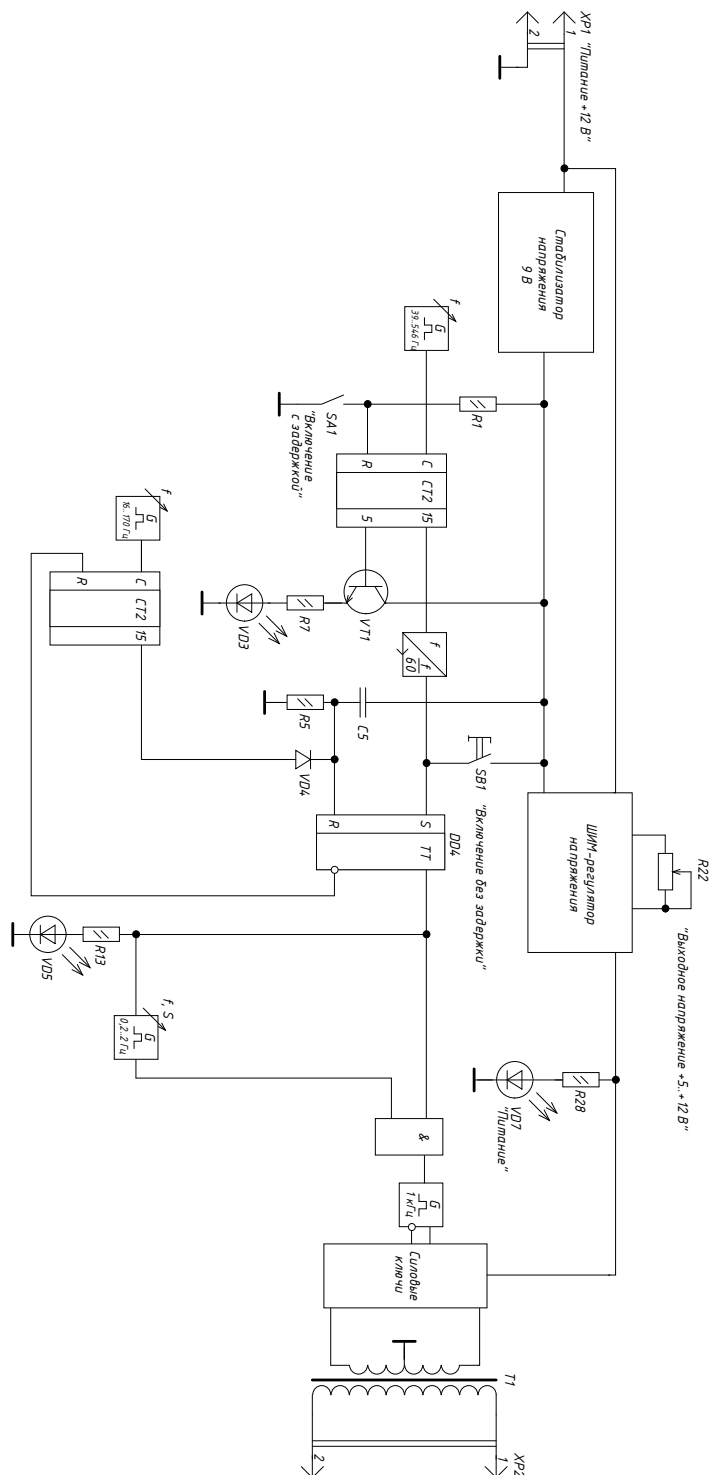 XP1 "Питание +12 В"
1
2
Стабилизатор
напряжения
9 В
f
G
39..546 Гц
R1
SA1
"Включение
с задержкой"
C
CT2
15
R
5
VT1
R7
VD3
f
G
16..170 Гц
C
CT2
15
R
f
f
60
C5
R5
VD4
SB1 "Включение без задержки"
DD4
S
TT
R
ШИМ-регулятор
напряжения
R22
"Выходное напряжение +5..+12 В"
R13
VD5
f, S
G
0,2..2 Гц
R28
VD7
"Питание"
&
G
1 кГц
Силовые
ключи
T1
XP2
1
2